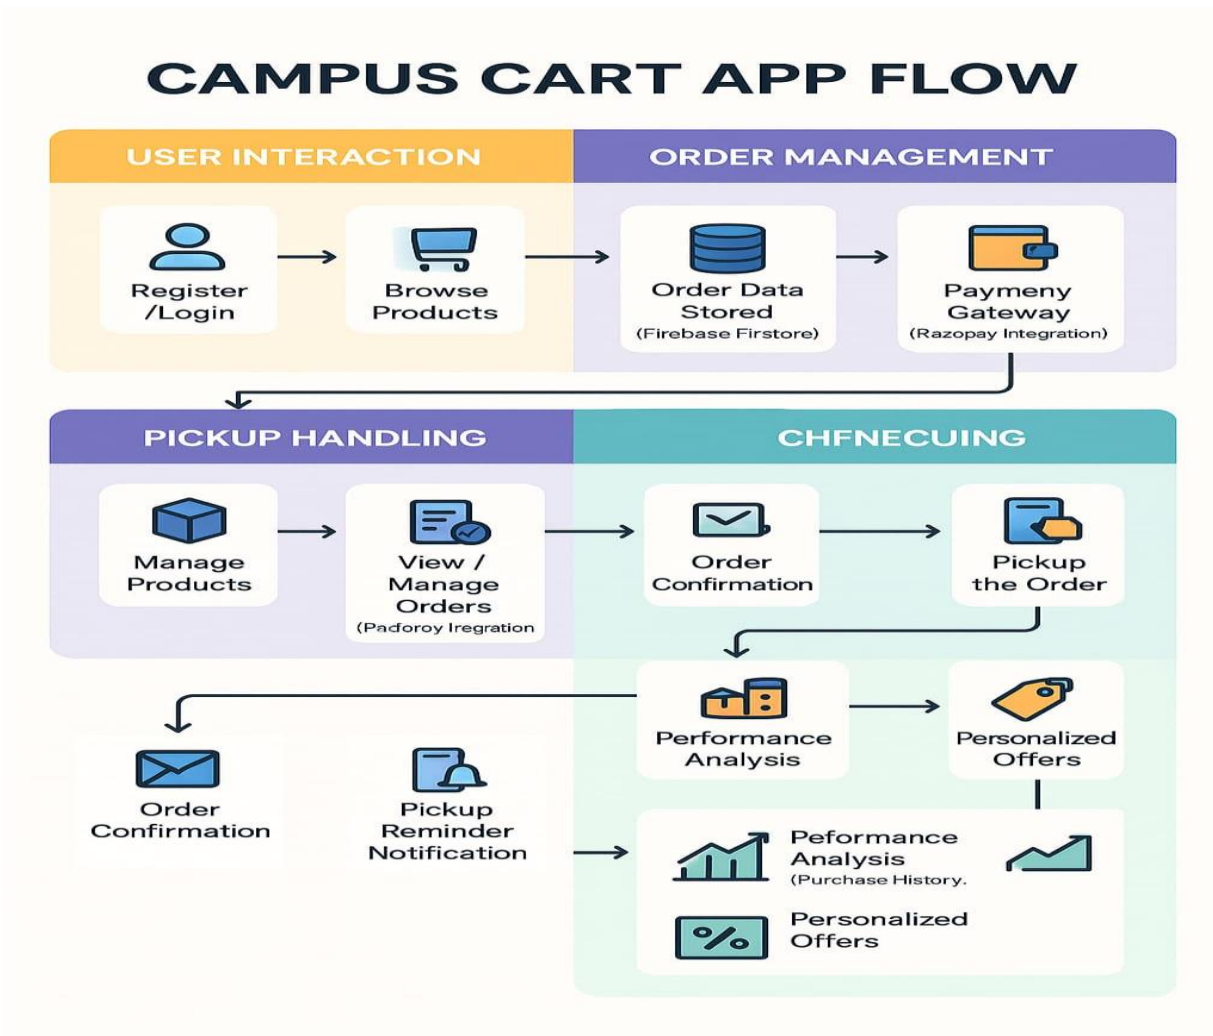 CAMPUS CART APP FLOW
USER INTERACTION
ORDER MANAGEMENT
Register
/Login
Browse
Products
Order Data
Stored
(Firebase Firstore)
Paymeny
Gateway
(Razopay Integration)
PICKUP HANDLING
CHFNECUING
Manage
Products
View /
Manage
Orders
(Padforoy Iregration
Order
Confirmation
Pickup
the Order
Performance
Analysis
Personalized
Offers
Order
Confirmation
Pickup
Reminder
Notification
Peformance
Analysis
(Purchase History.
Personalized
Offers